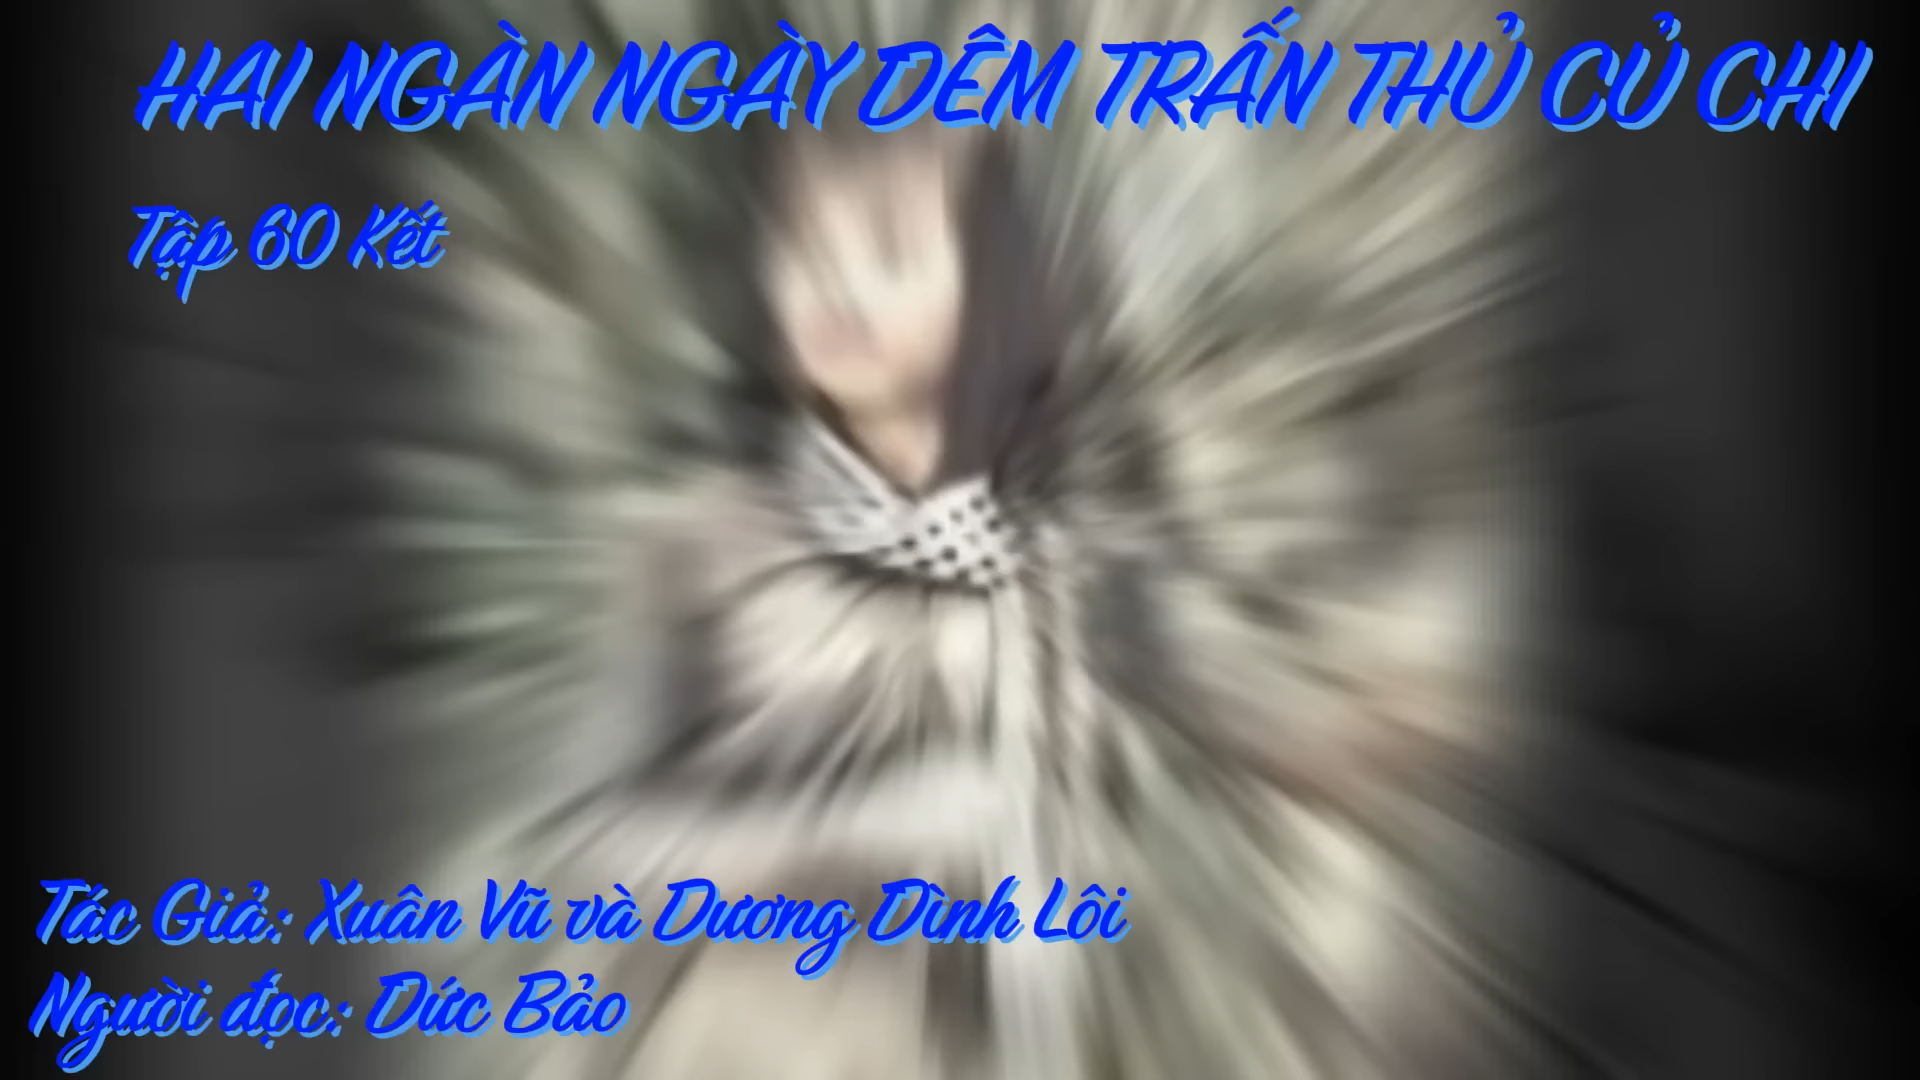 HAI NGÀN NGÀY ĐÊM TRẤN THỦ CỦ CHI
Tập 60 Kết
Tác Giả: Xuân Vũ và Dương Đình Lôi
Người đọc: Đức Bảo